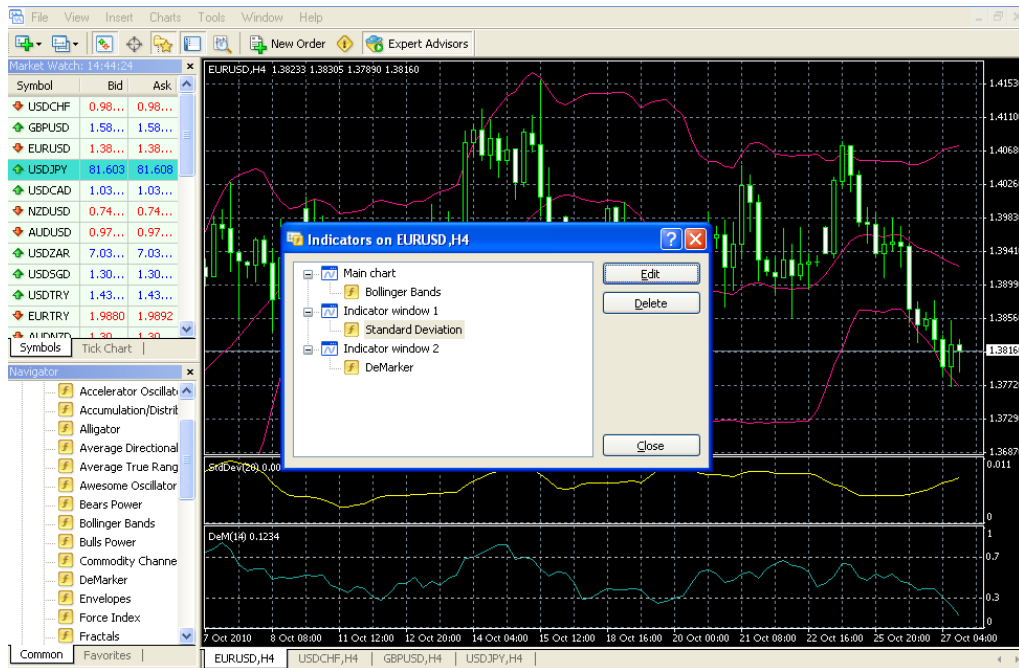 File View Insert Charts Tools Window Help
New Order Expert Advisors
Market Watch: 14:44:24
Symbol Bid Ask
USDCHF 0.98... 0.98...
GBPUSD 1.58... 1.58...
EURUSD 1.38... 1.38...
USDJPY 81.603 81.608
USDCAD 1.03... 1.03...
NZDUSD 0.74... 0.74...
AUDUSD 0.97... 0.97...
USDZAR 7.03... 7.03...
USDSGD 1.30... 1.30...
USDTRY 1.43... 1.43...
EURTRY 1.9880 1.9892
AUDNZD 1.30... 1.30...
Symbols Tick Chart
Navigator
Accelerator Oscillat
Accumulation/Distrib
Alligator
Average Directional
Average True Rang
Awesome Oscillator
Bears Power
Bollinger Bands
Bulls Power
Commodity Channe
DeMarker
Envelopes
Force Index
Fractals
Common Favorites
EURUSD,H4 1.38233 1.38305 1.37890 1.38160
Indicators on EURUSD,H4
Main chart
Bollinger Bands
Indicator window 1
Standard Deviation
Indicator window 2
DeMarker
Edit
Delete
Close
1.4153
1.4110
1.4068
1.4026
1.3983
1.3941
1.3899
1.3856
1.3816
1.3772
1.3729
1.3687
StdDev(20) 0.00
0.011
0
DeM(14) 0.1234
1
0.7
0.3
0
7 Oct 2010 8 Oct 08:00 11 Oct 12:00 12 Oct 20:00 14 Oct 04:00 15 Oct 12:00 18 Oct 16:00 20 Oct 00:00 21 Oct 08:00 22 Oct 16:00 25 Oct 20:00 27 Oct 04:00
EURUSD,H4 USDCHF,H4 GBPUSD,H4 USDJPY,H4